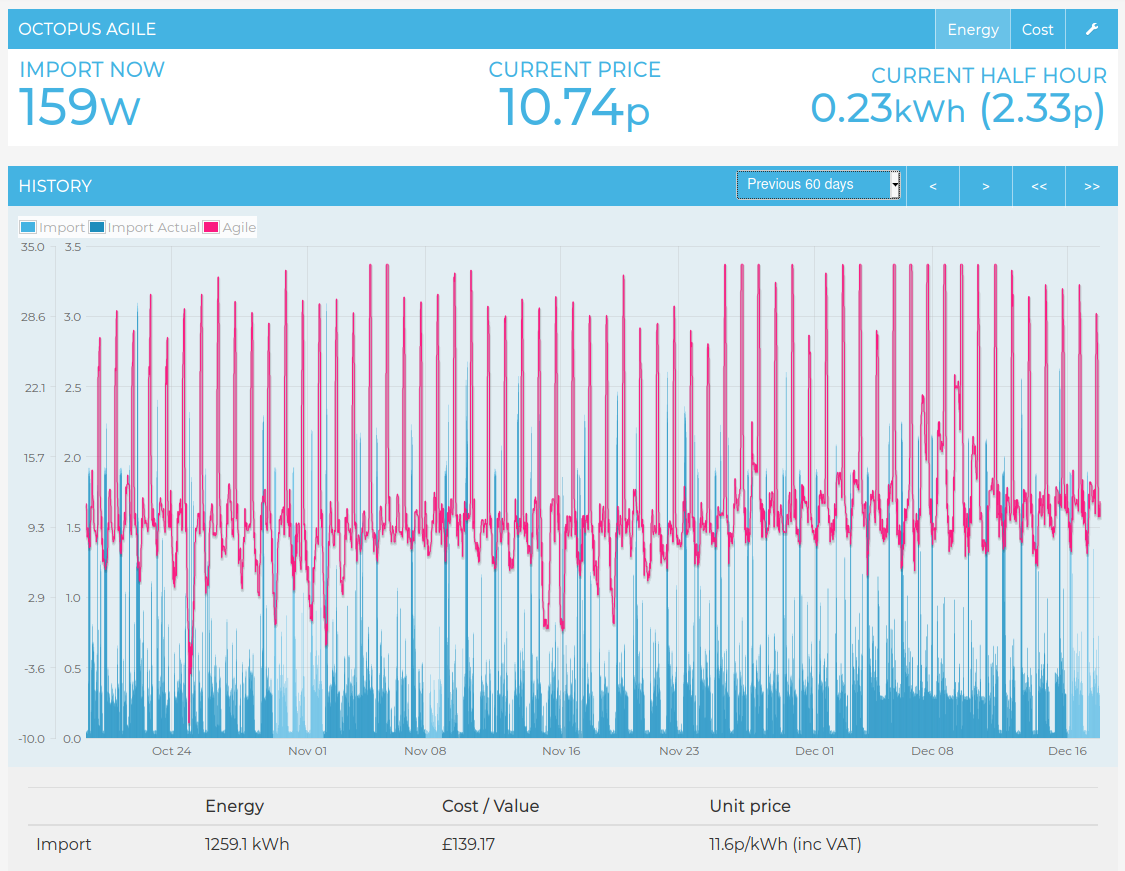 OCTOPUS AGILE Energy Cost
IMPORT NOW CURRENT PRICE CURRENT HALF HOUR
159W 10.74p 0.23kWh (2.33p)
HISTORY Previous 60 days < > << >>
Import Import Actual Agile
35.0 3.5
28.6 3.0
22.1 2.5
15.7 2.0
9.3 1.5
2.9 1.0
-3.6 0.5
-10.0 0.0
Oct 24 Nov 01 Nov 08 Nov 16 Nov 23 Dec 01 Dec 08 Dec 16
Energy Cost / Value Unit price
Import 1259.1 kWh £139.17 11.6p/kWh (inc VAT)